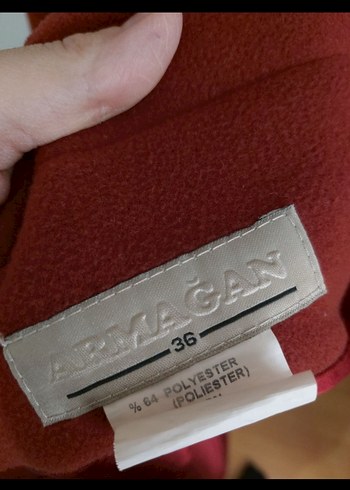 ARMAĞAN
36
% 64 POLYESTER
(POLIESTER)